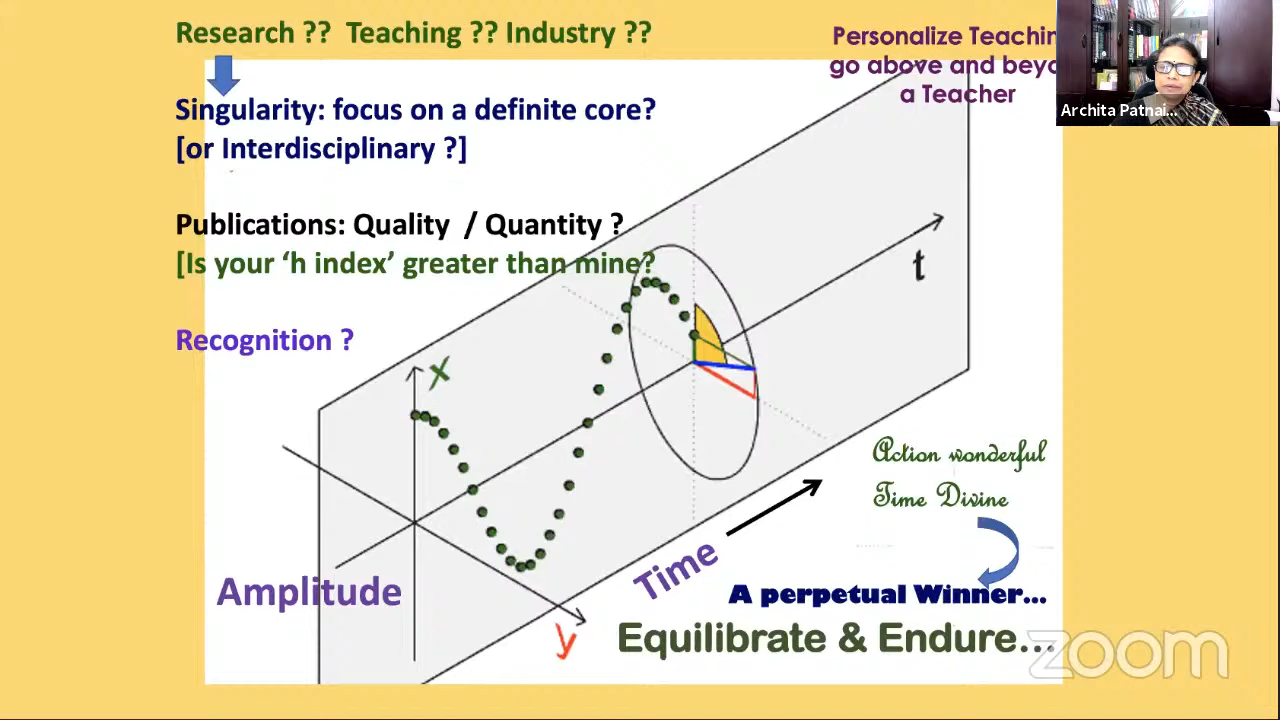 Research ?? Teaching ?? Industry ??
Singularity: focus on a definite core?
[or Interdisciplinary ?]
Publications: Quality / Quantity ?
[Is your ‘h index’ greater than mine?
Recognition ?
Personalize Teachin
go above and beyo
a Teacher
Archita Patnai...
x
t
y
Amplitude
Time
Action wonderful
Time Divine
A perpetual Winner...
Equilibrate & Endure...
zoom